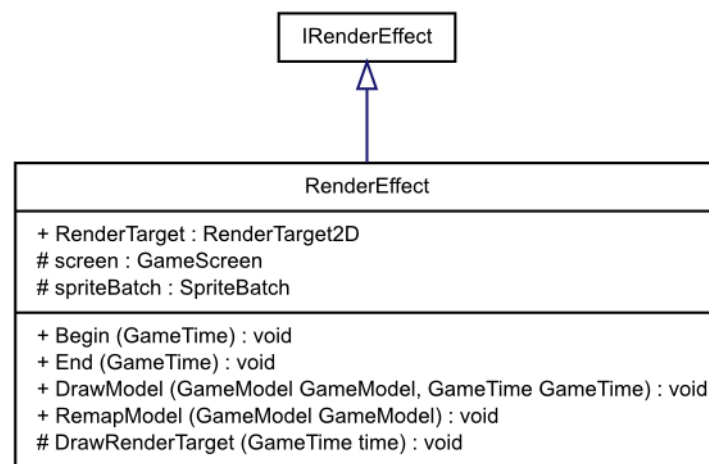 IRenderEffect
RenderEffect
+ RenderTarget : RenderTarget2D
# screen : GameScreen
# spriteBatch : SpriteBatch
+ Begin (GameTime) : void
+ End (GameTime) : void
+ DrawModel (GameModel GameModel, GameTime GameTime) : void
+ RemapModel (GameModel GameModel) : void
# DrawRenderTarget (GameTime time) : void